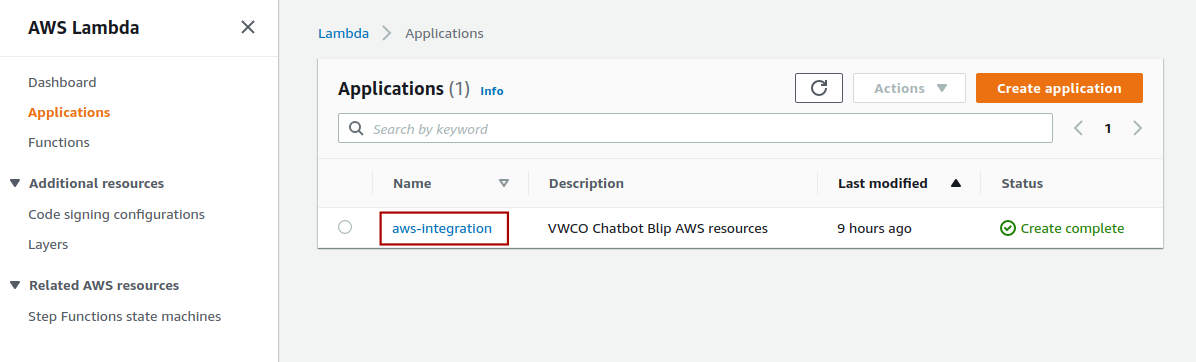 AWS Lambda
Dashboard
Applications
Functions
Additional resources
Code signing configurations
Layers
Related AWS resources
Step Functions state machines
Lambda Applications
Applications (1) Info
Actions
Create application
Search by keyword
1
Name Description Last modified Status
aws-integration VWCO Chatbot Blip AWS resources 9 hours ago Create complete